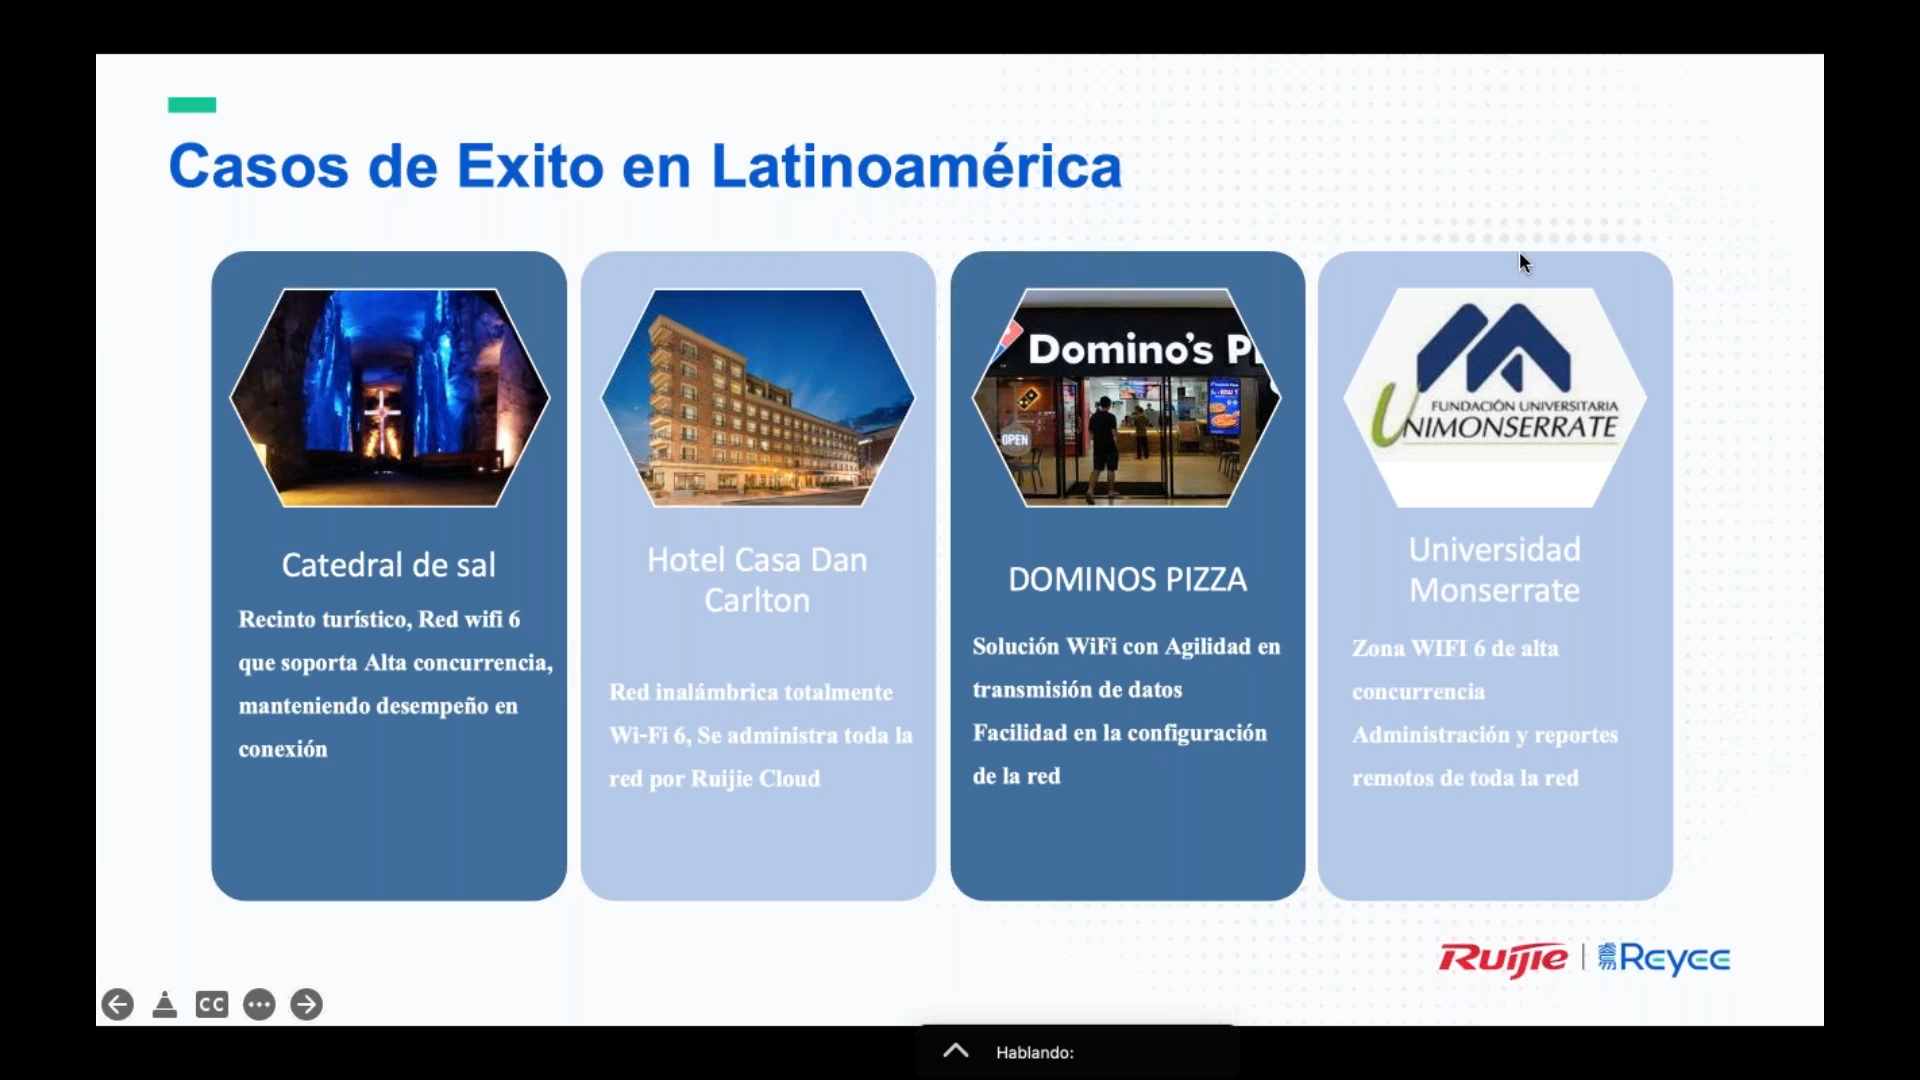 Casos de Exito en Latinoamérica
Domino's Pi
OPEN
FUNDACIÓN UNIVERSITARIA
UNIMONSERRATE
Catedral de sal
Recinto turístico, Red wifi 6
que soporta Alta concurrencia,
manteniendo desempeño en
conexión
Hotel Casa Dan
Carlton
Red inalámbrica totalmente
Wi-Fi 6, Se administra toda la
red por Ruijie Cloud
DOMINOS PIZZA
Solución WiFi con Agilidad en
transmisión de datos
Facilidad en la configuración
de la red
Universidad
Monserrate
Zona WIFI 6 de alta
concurrencia
Administración y reportes
remotos de toda la red
Ruijie | Reyee
CC
Hablando: